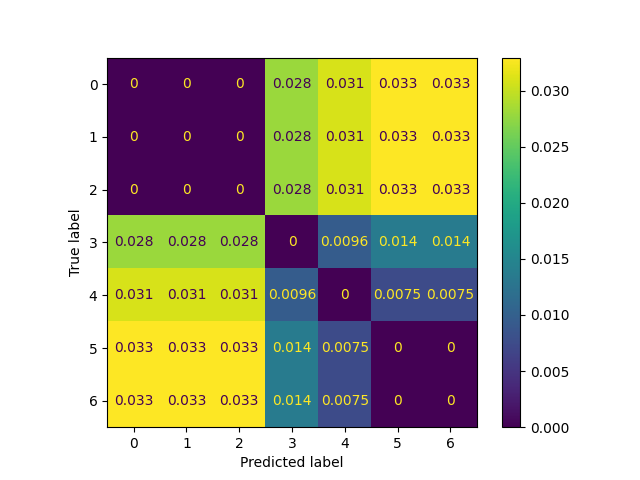 0 0 0 0 0.028 0.031 0.033 0.033
1 0 0 0 0.028 0.031 0.033 0.033
2 0 0 0 0.028 0.031 0.033 0.033
3 0.028 0.028 0.028 0 0.0096 0.014 0.014
4 0.031 0.031 0.031 0.0096 0 0.0075 0.0075
5 0.033 0.033 0.033 0.014 0.0075 0 0
6 0.033 0.033 0.033 0.014 0.0075 0 0
True label
0 1 2 3 4 5 6
Predicted label
0.030
0.025
0.020
0.015
0.010
0.005
0.000